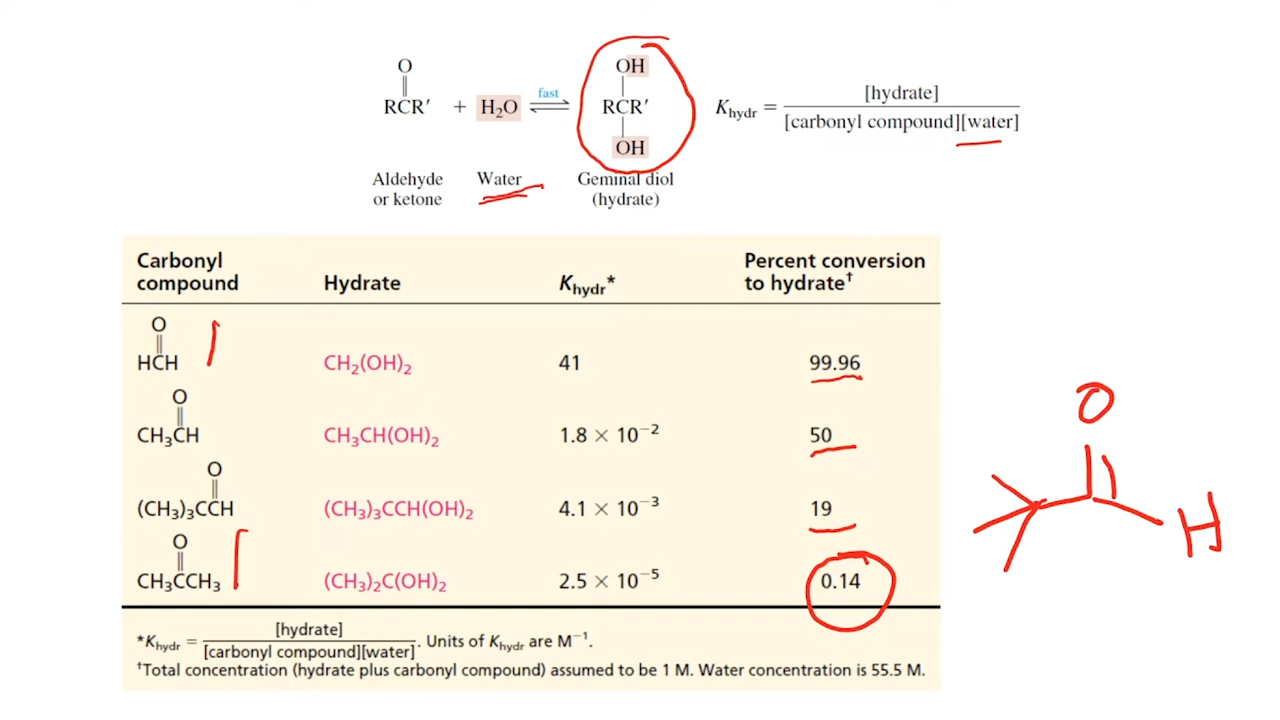 O OH
|| |
RCR′ + H₂O fast ⇌ RCR′ K_hydr = [hydrate] / [carbonyl compound][water]
|
OH
Aldehyde Water Geminal diol
or ketone (hydrate)
Carbonyl Percent conversion
compound Hydrate K_hydr* to hydrate†
O
||
HCH CH₂(OH)₂ 41 99.96
O
||
CH₃CH CH₃CH(OH)₂ 1.8 × 10⁻² 50
O
||
(CH₃)₃CCH (CH₃)₃CCH(OH)₂ 4.1 × 10⁻³ 19
O
||
CH₃CCH₃ (CH₃)₂C(OH)₂ 2.5 × 10⁻⁵ 0.14
*K_hydr = [hydrate] / [carbonyl compound][water]. Units of K_hydr are M⁻¹.
†Total concentration (hydrate plus carbonyl compound) assumed to be 1 M. Water concentration is 55.5 M.
O
H